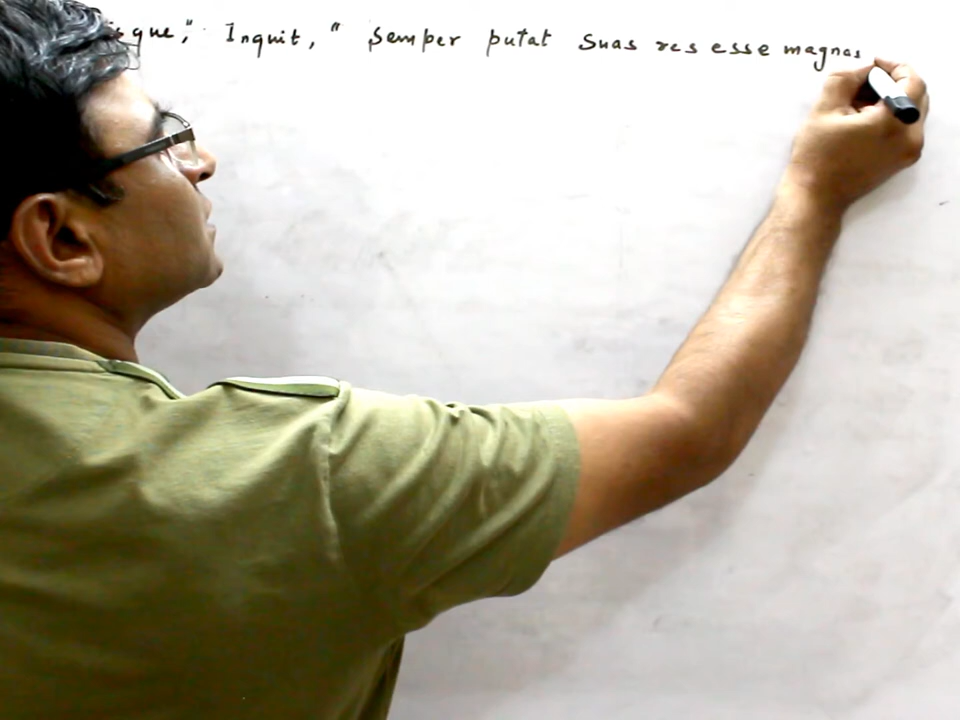 Inquit, " semper putat suas res esse magnas